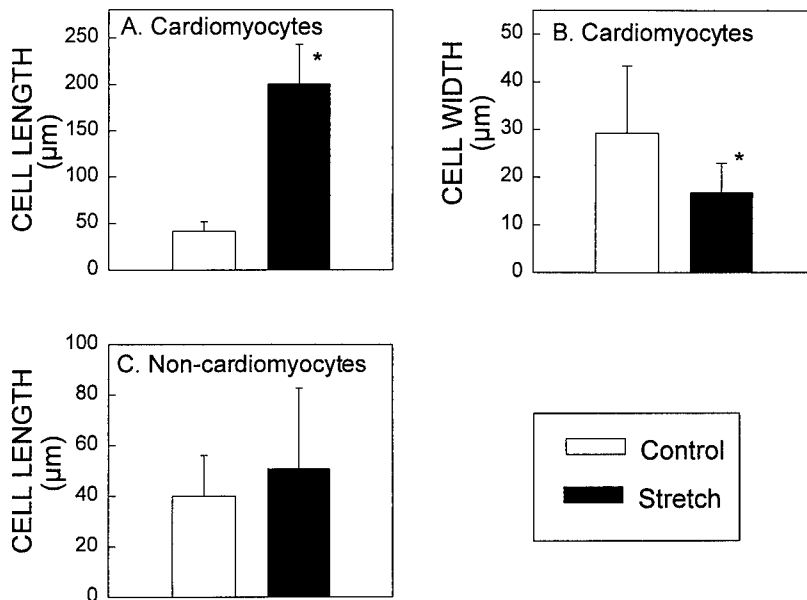 A. Cardiomyocytes
CELL LENGTH
(µm)
250
200
150
100
50
0
*
B. Cardiomyocytes
CELL WIDTH
(µm)
50
40
30
20
10
0
*
C. Non-cardiomyocytes
CELL LENGTH
(µm)
100
80
60
40
20
0
Control
Stretch